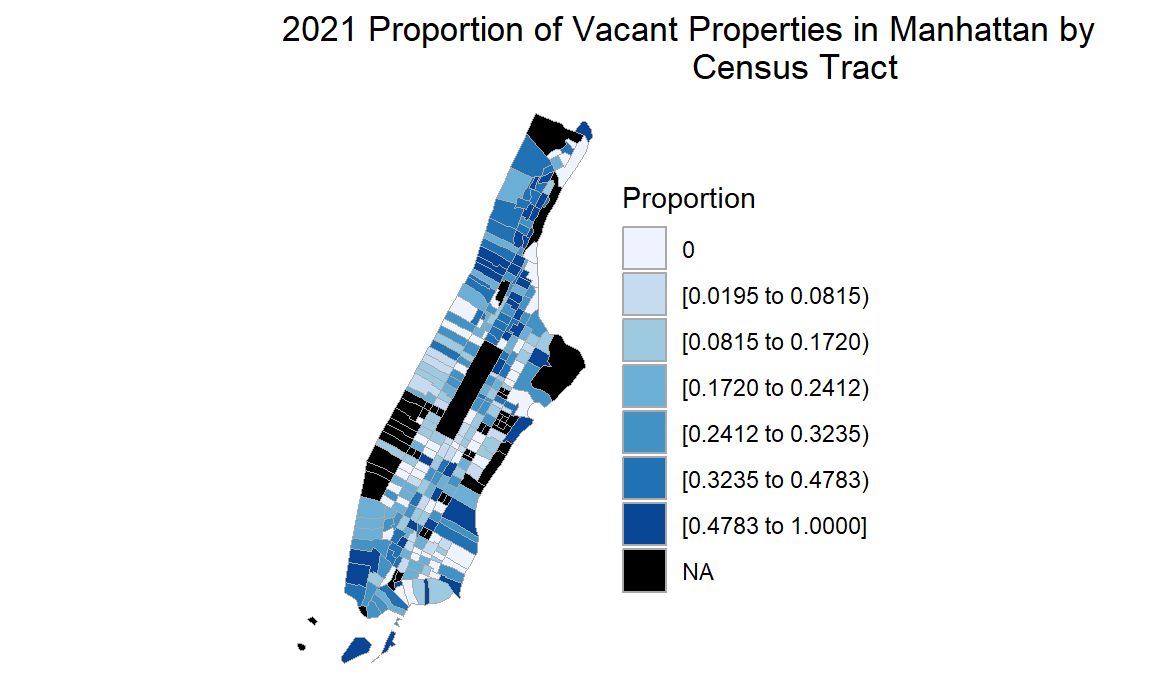 2021 Proportion of Vacant Properties in Manhattan by
Census Tract
Proportion
0
[0.0195 to 0.0815)
[0.0815 to 0.1720)
[0.1720 to 0.2412)
[0.2412 to 0.3235)
[0.3235 to 0.4783)
[0.4783 to 1.0000]
NA